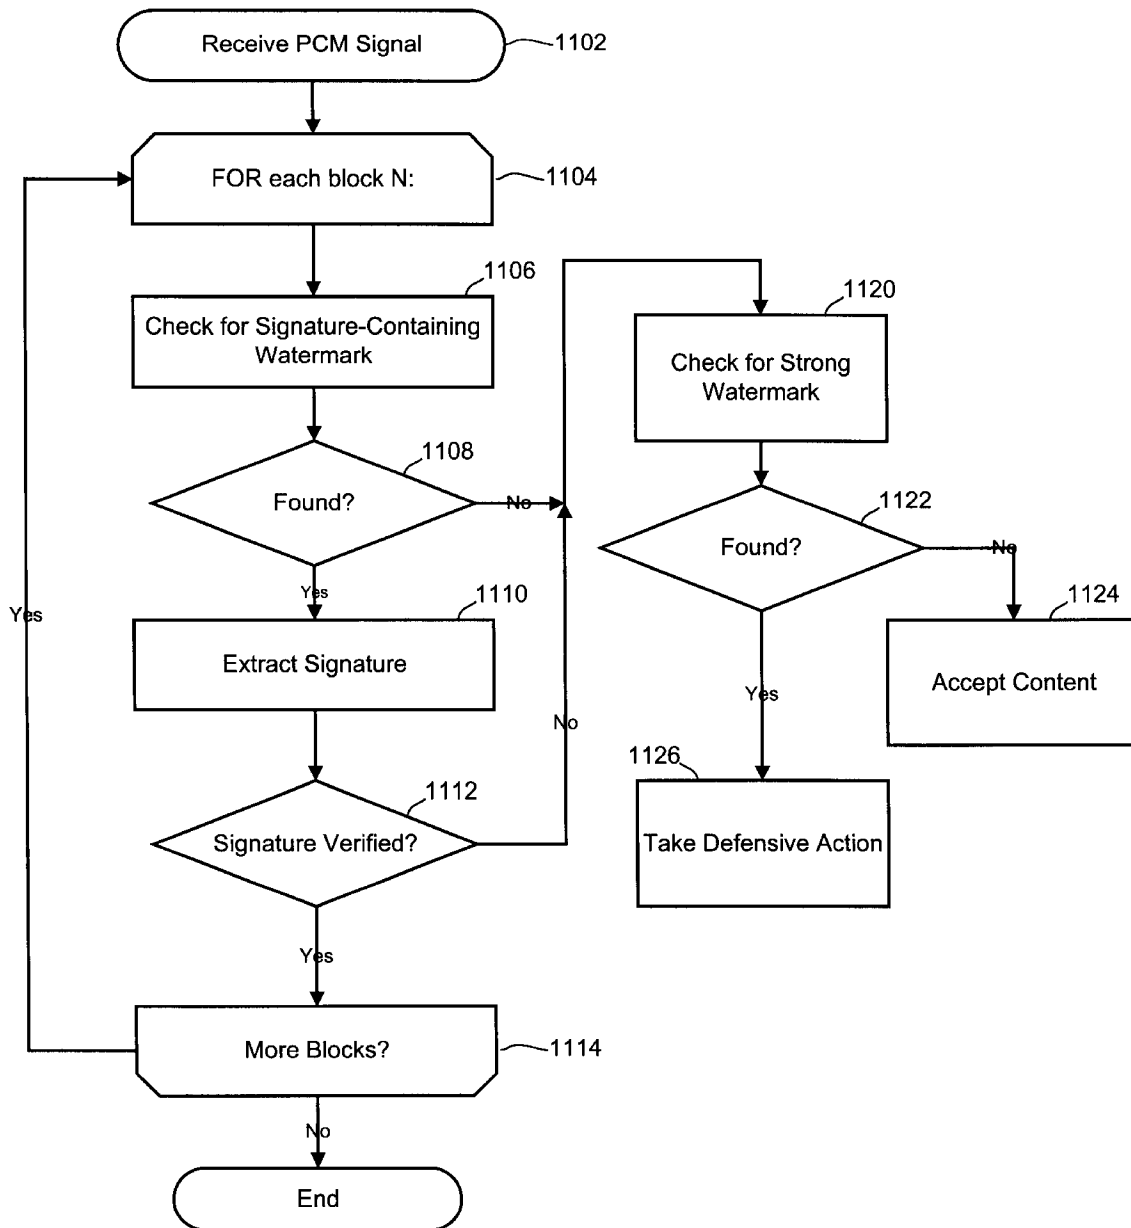 Receive PCM Signal
1102
FOR each block N:
1104
1106
Check for Signature-Containing
Watermark
1108
Found?
No
Yes
1110
Extract Signature
1112
Signature Verified?
No
Yes
Yes
More Blocks?
1114
No
End
1120
Check for Strong
Watermark
1122
Found?
No
1124
Accept Content
Yes
1126
Take Defensive Action